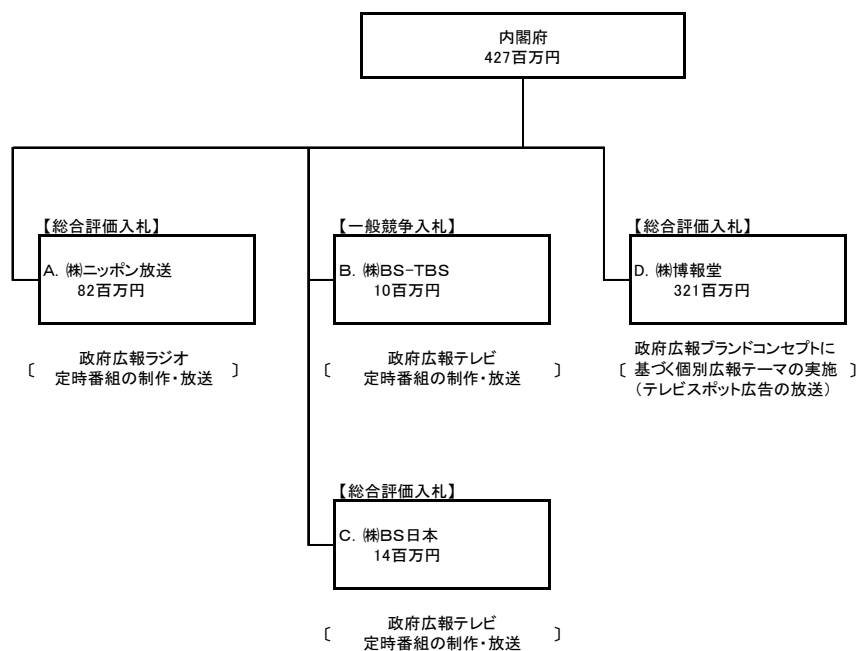 内閣府
427百万円
【総合評価入札】
A. ㈱ニッポン放送
82百万円
〔 政府広報ラジオ 〕
定時番組の制作・放送
【一般競争入札】
B. ㈱BS-TBS
10百万円
〔 政府広報テレビ 〕
定時番組の制作・放送
【総合評価入札】
D. ㈱博報堂
321百万円
政府広報ブランドコンセプトに
〔 基づく個別広報テーマの実施 〕
（テレビスポット広告の放送）
【総合評価入札】
C. ㈱BS日本
14百万円
〔 政府広報テレビ 〕
定時番組の制作・放送